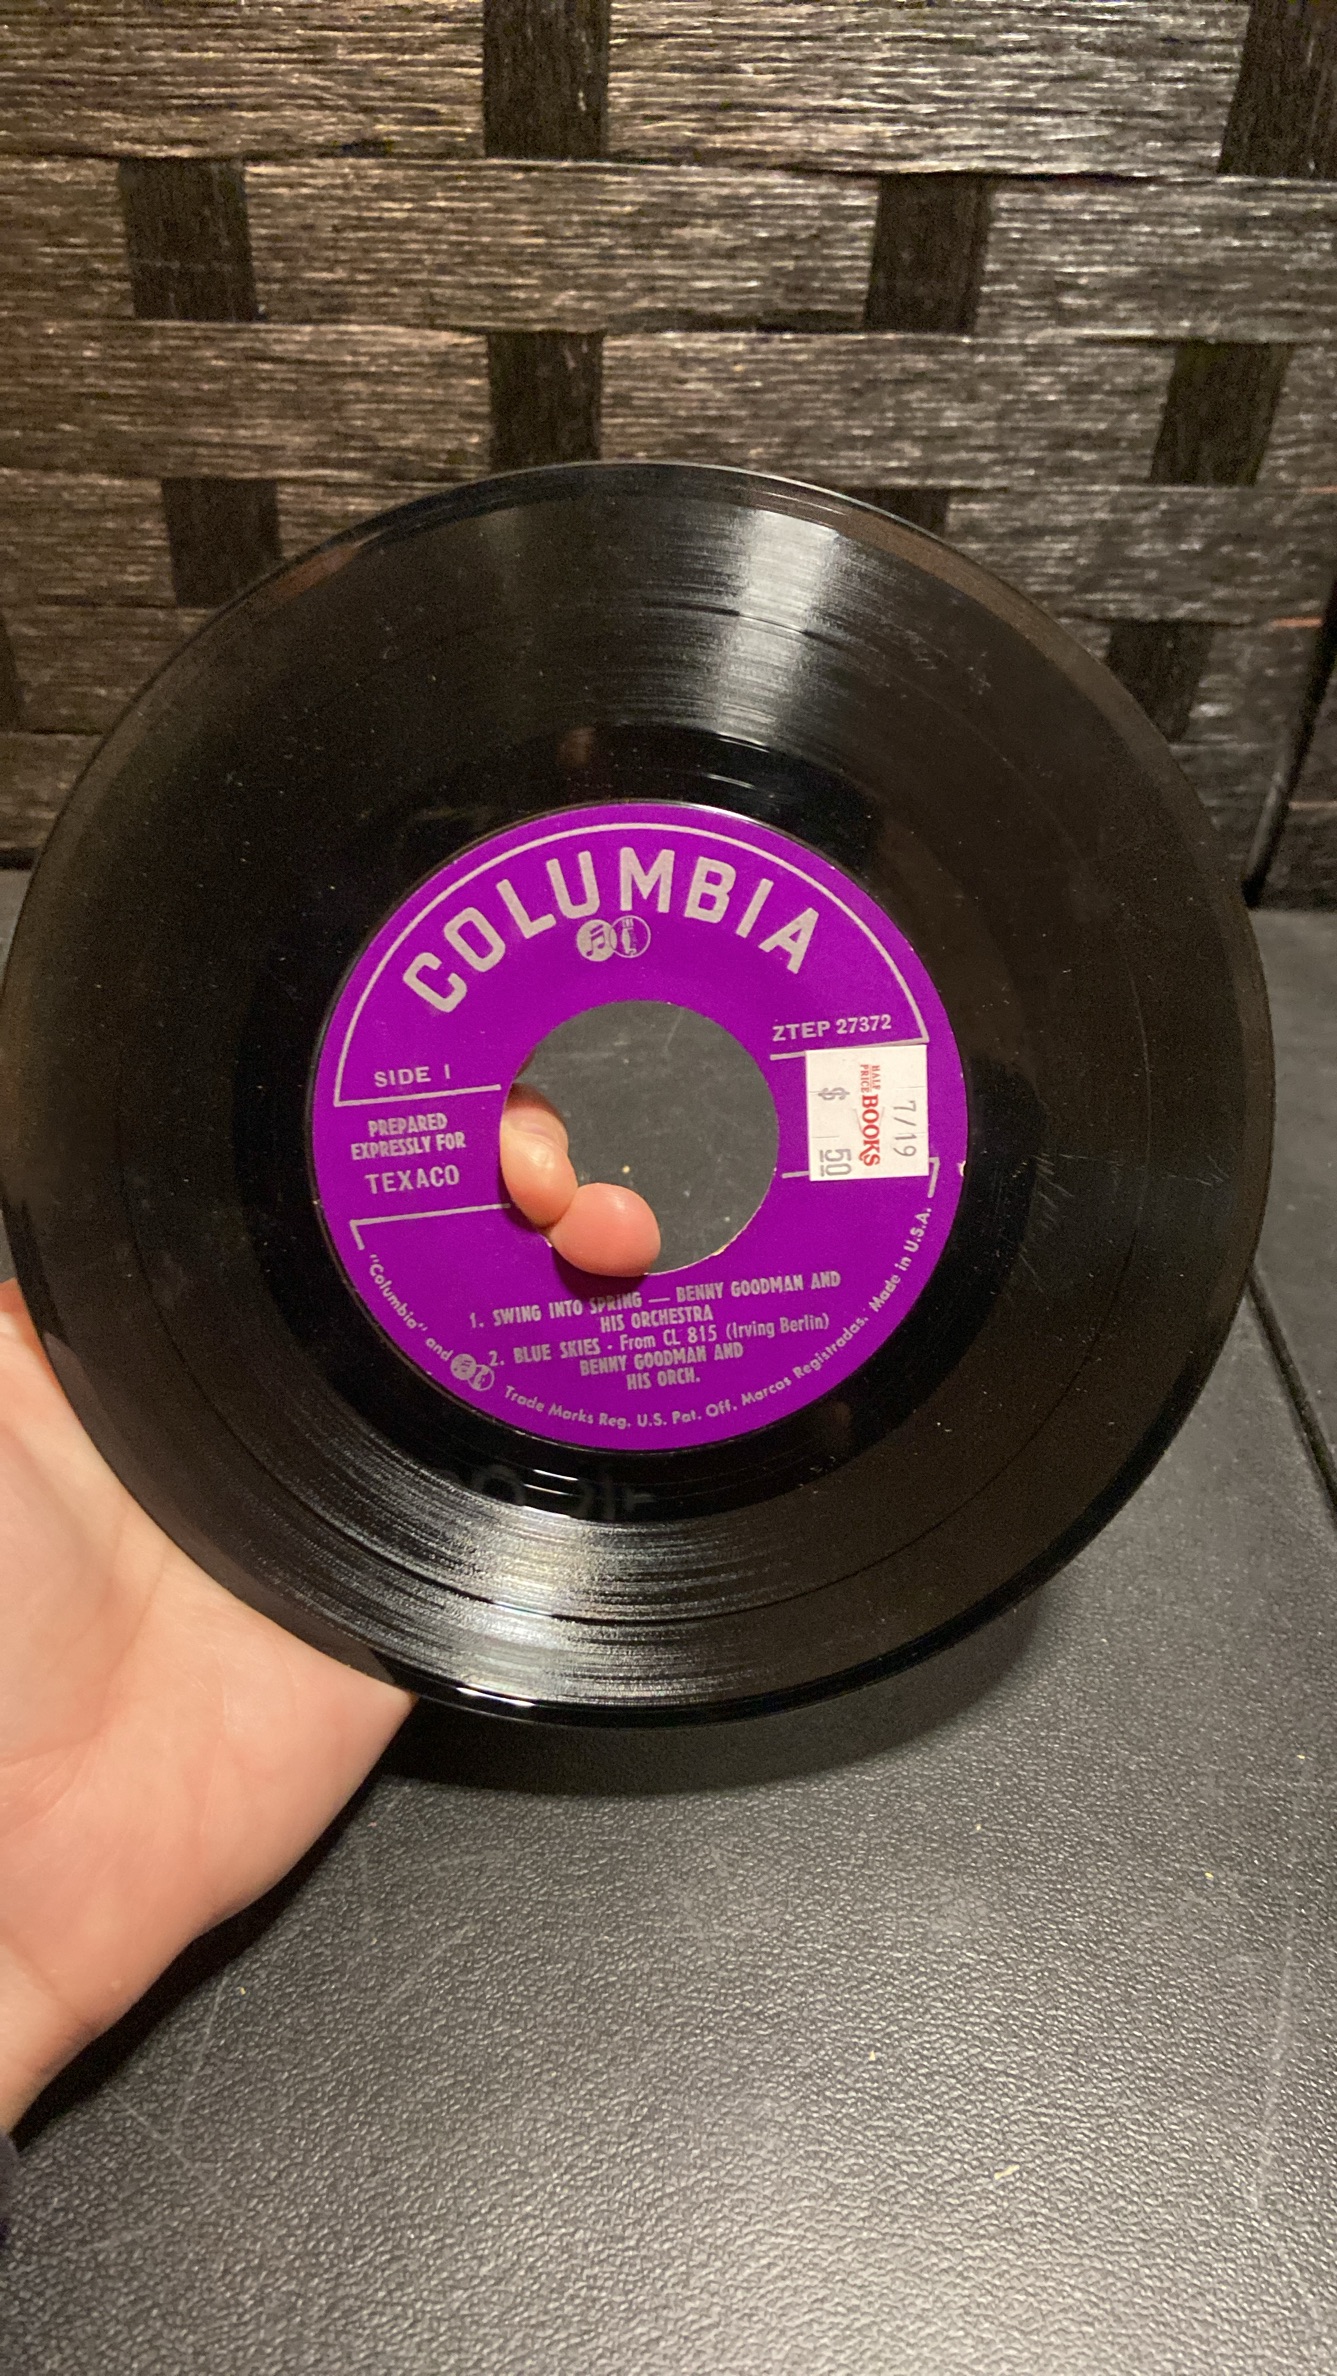 COLUMBIA
ZTEP 27372
SIDE 1
PREPARED
EXPRESSLY FOR
TEXACO
7/19
HALF
PRICE BOOKS
$ 50
1. SWING INTO SPRING — BENNY GOODMAN AND
HIS ORCHESTRA
2. BLUE SKIES - From CL 815 (Irving Berlin)
BENNY GOODMAN AND
HIS ORCH.
"Columbia" and Trade Marks Reg. U.S. Pat. Off. Marcas Registradas. Made in U.S.A.